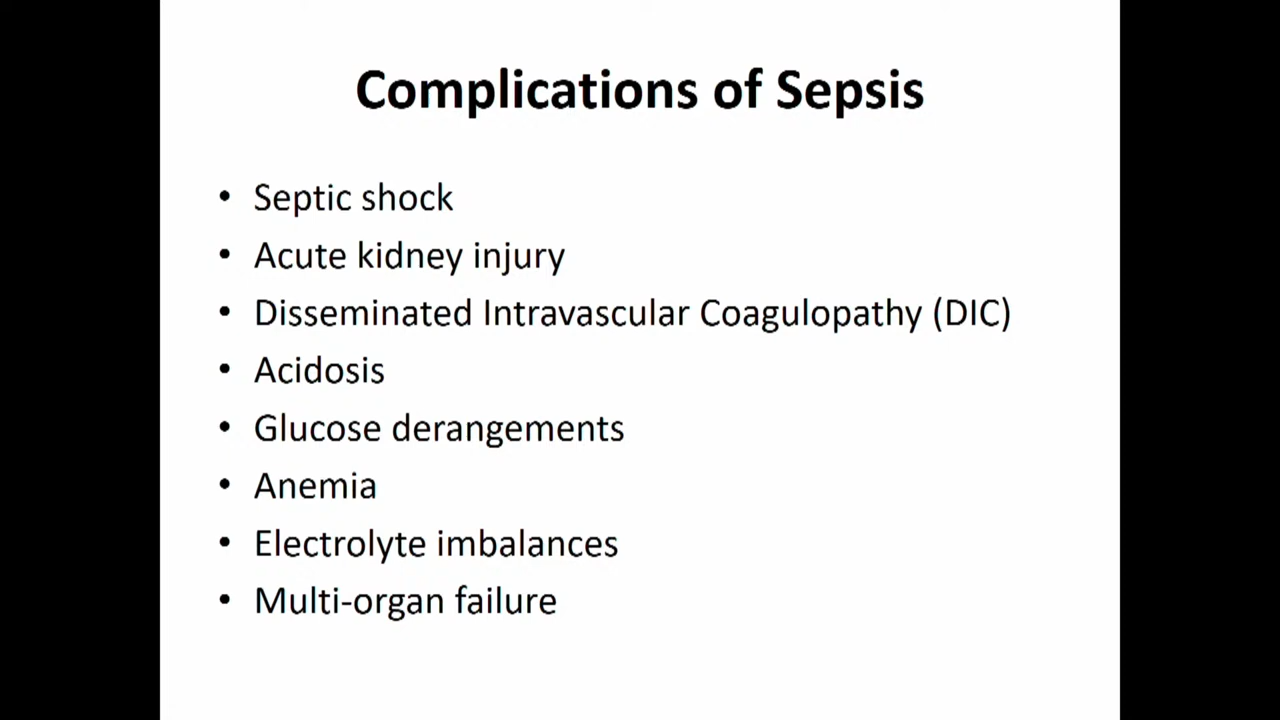 Complications of Sepsis
• Septic shock
• Acute kidney injury
• Disseminated Intravascular Coagulopathy (DIC)
• Acidosis
• Glucose derangements
• Anemia
• Electrolyte imbalances
• Multi-organ failure